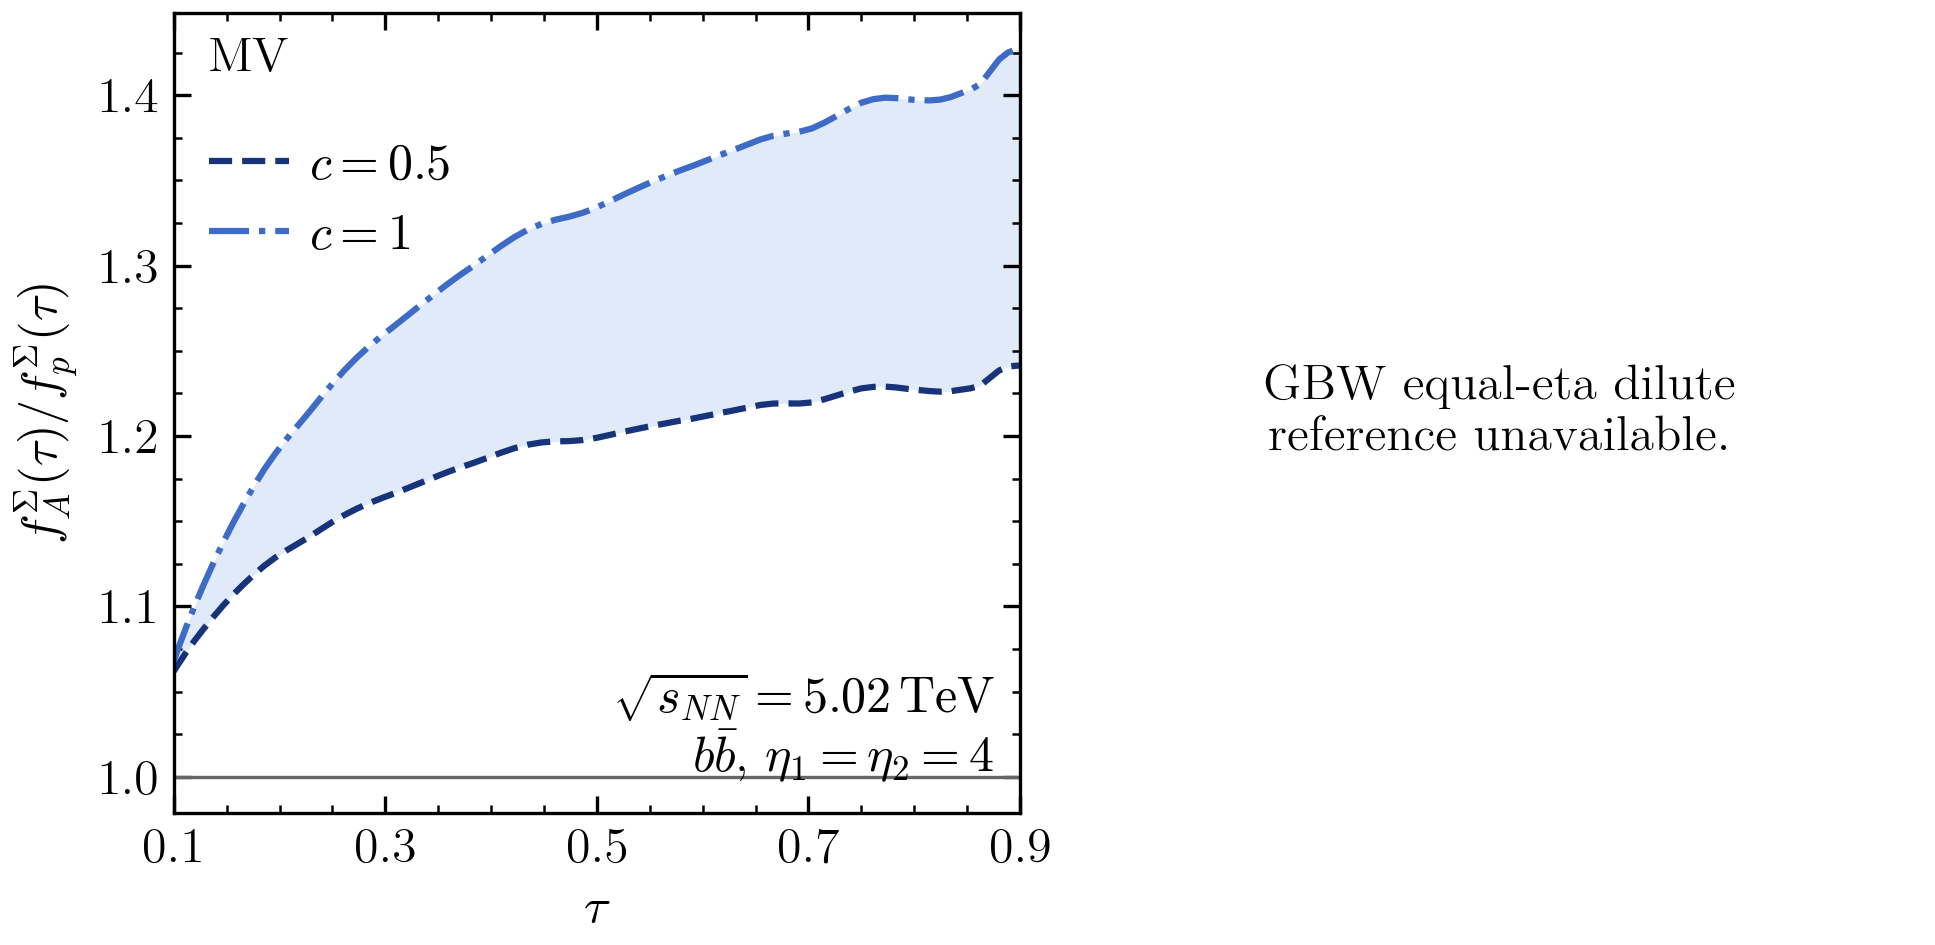 MV
c = 0.5
c = 1
1.4
1.3
1.2
1.1
1.0
f_A^Σ(τ)/f_p^Σ(τ)
√s_NN = 5.02 TeV
bb̄, η₁ = η₂ = 4
0.1 0.3 0.5 0.7 0.9
τ
GBW equal-eta dilute
reference unavailable.